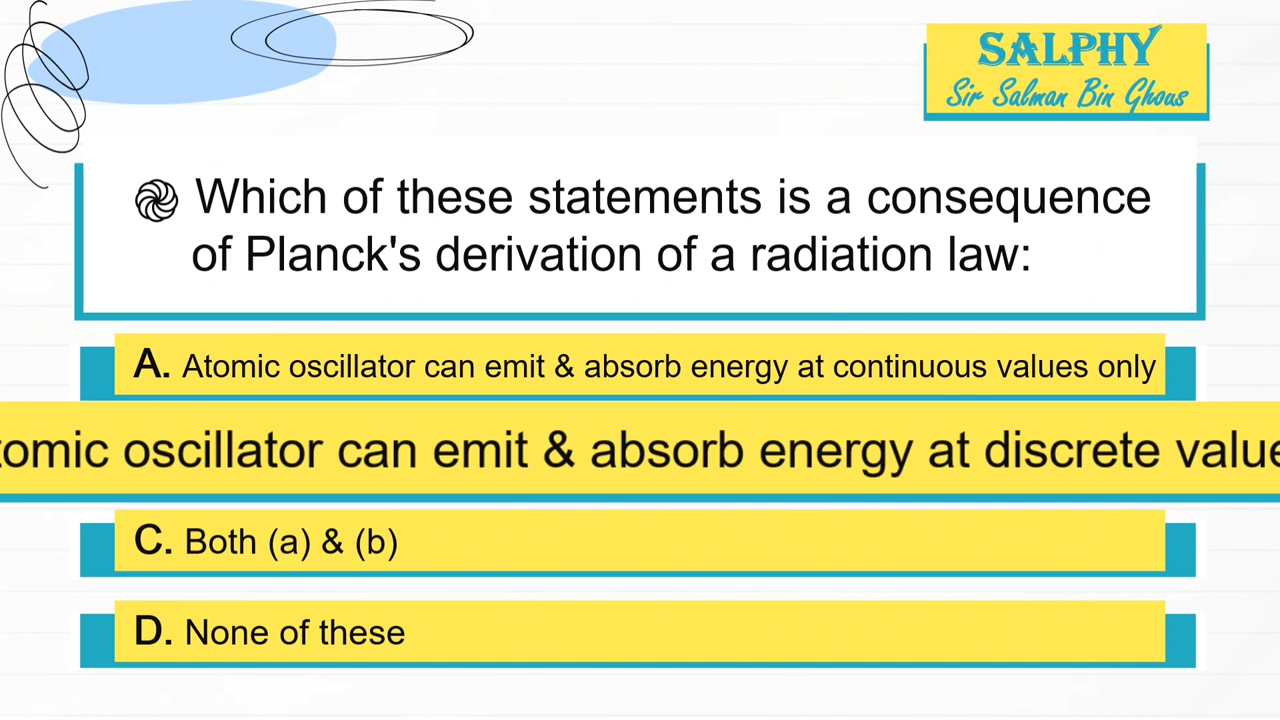 SALPHY
Sir Salman Bin Ghous
Which of these statements is a consequence
of Planck's derivation of a radiation law:
A. Atomic oscillator can emit & absorb energy at continuous values only
oscillator can emit & absorb energy at discrete
C. Both (a) & (b)
D. None of these